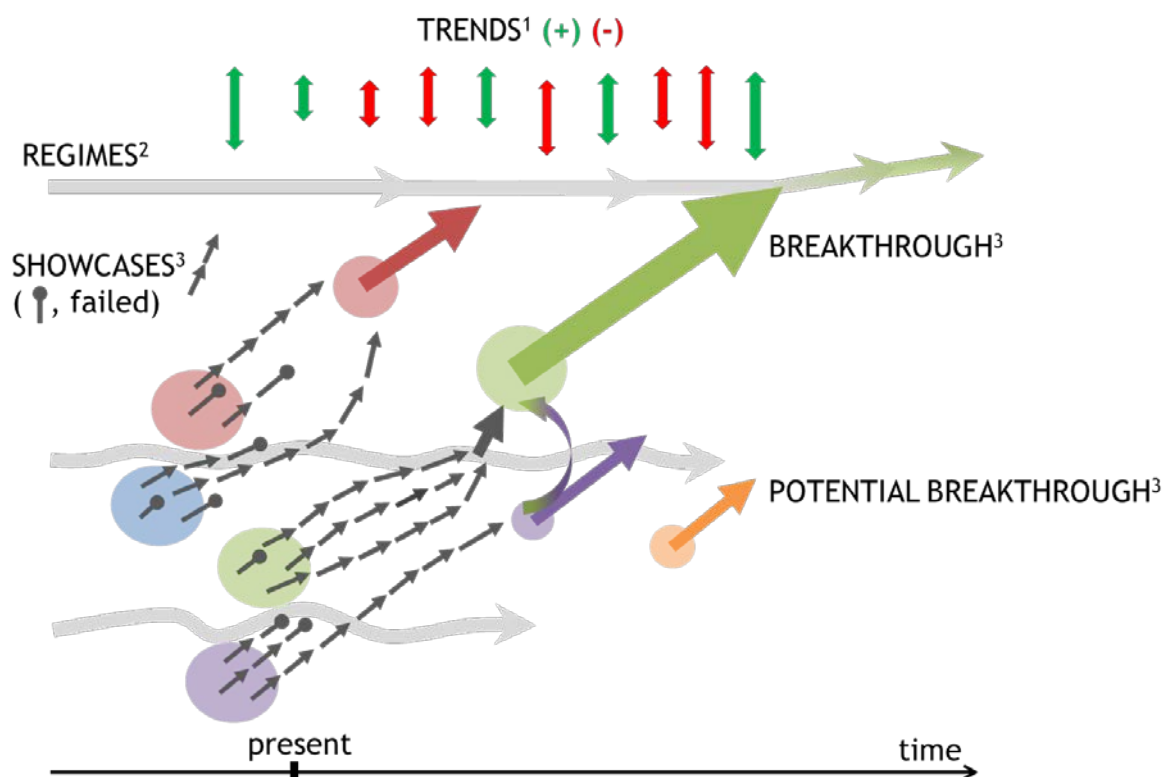 TRENDS¹ (+) (-)
REGIMES²
SHOWCASES³
( , failed)
BREAKTHROUGH³
POTENTIAL BREAKTHROUGH³
present
time